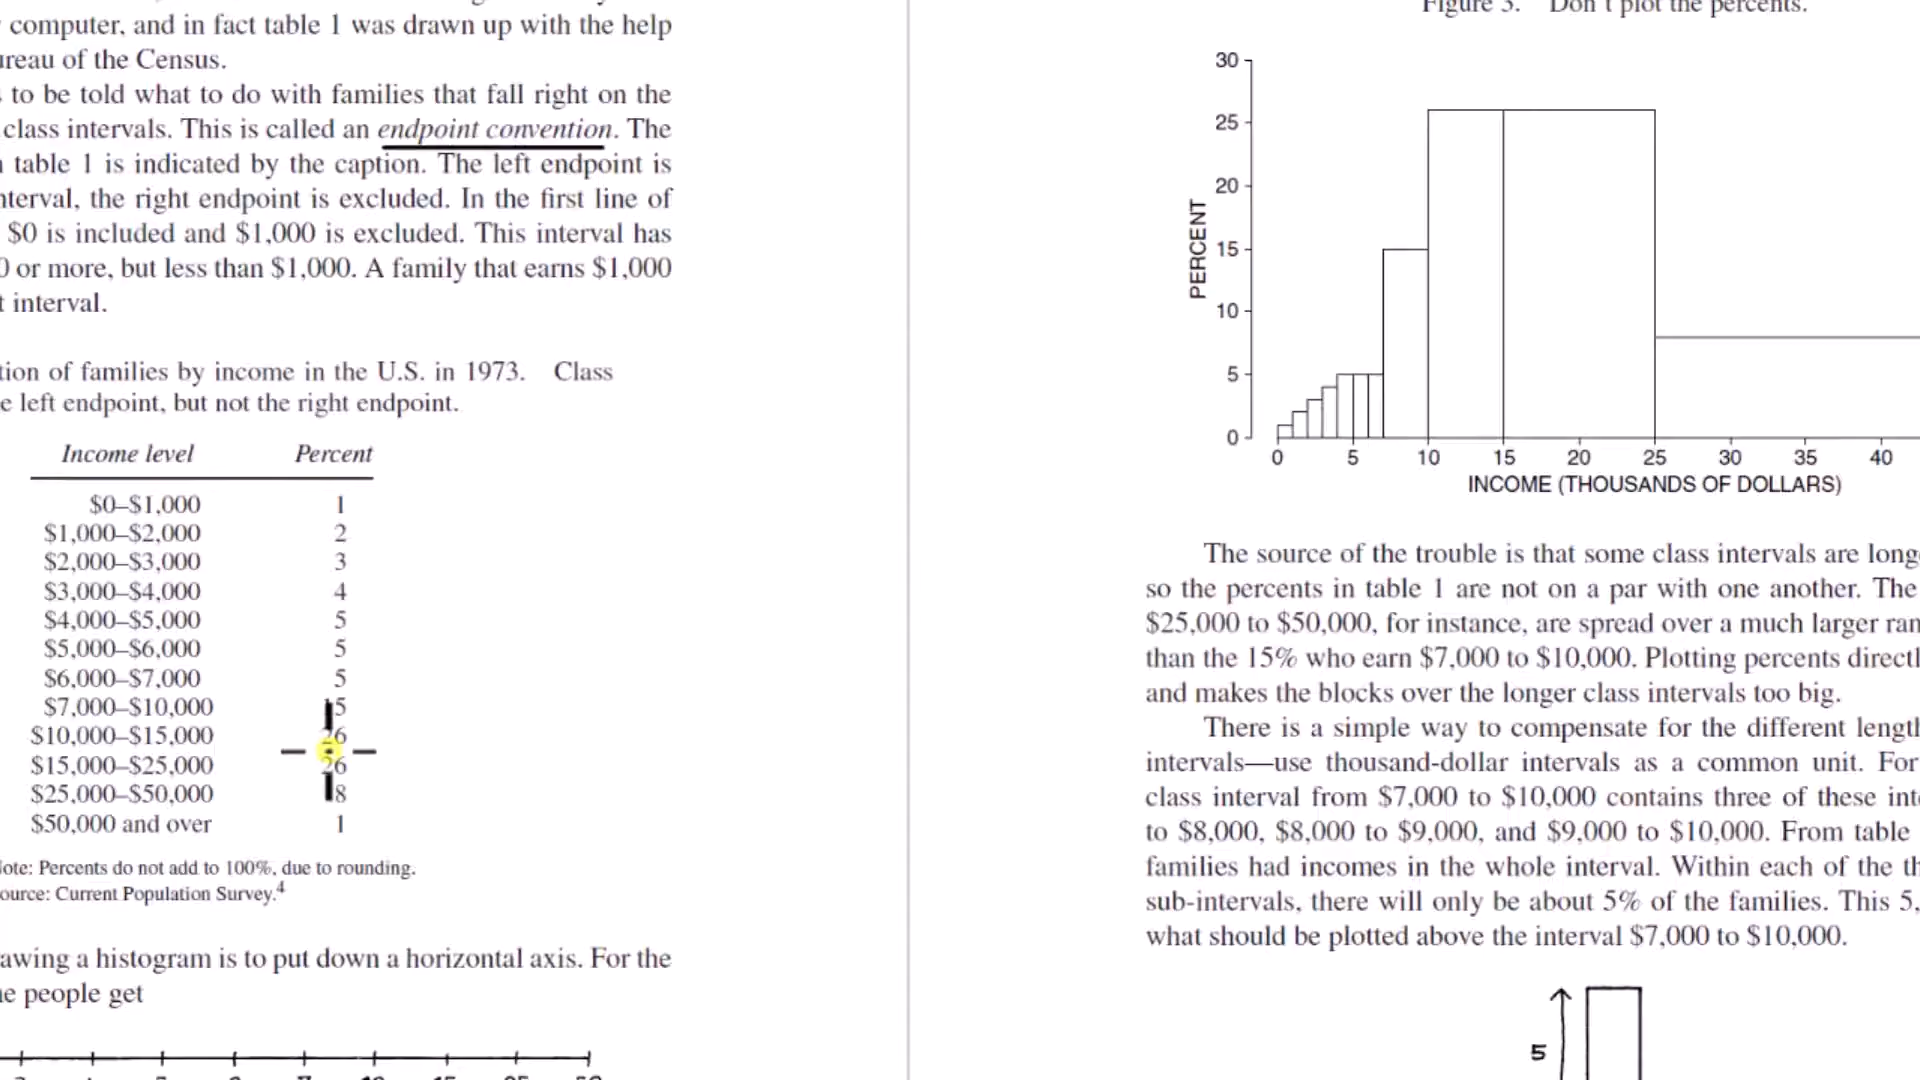 computer, and in fact table 1 was drawn up with the help
ureau of the Census.
to be told what to do with families that fall right on the
class intervals. This is called an endpoint convention. The
table 1 is indicated by the caption. The left endpoint is
nterval, the right endpoint is excluded. In the first line of
$0 is included and $1,000 is excluded. This interval has
0 or more, but less than $1,000. A family that earns $1,000
t interval.
tion of families by income in the U.S. in 1973. Class
e left endpoint, but not the right endpoint.
Income level Percent
$0–$1,000 1
$1,000–$2,000 2
$2,000–$3,000 3
$3,000–$4,000 4
$4,000–$5,000 5
$5,000–$6,000 5
$6,000–$7,000 5
$7,000–$10,000 15
$10,000–$15,000 26
$15,000–$25,000 26
$25,000–$50,000 8
$50,000 and over 1
ote: Percents do not add to 100%, due to rounding.
ource: Current Population Survey.4
awing a histogram is to put down a horizontal axis. For the
e people get
Figure 3. Don't plot the percents.
30
25
20
15
10
5
0
PERCENT
0 5 10 15 20 25 30 35 40
INCOME (THOUSANDS OF DOLLARS)
The source of the trouble is that some class intervals are longe
so the percents in table 1 are not on a par with one another. The
$25,000 to $50,000, for instance, are spread over a much larger ran
than the 15% who earn $7,000 to $10,000. Plotting percents directl
and makes the blocks over the longer class intervals too big.
There is a simple way to compensate for the different length
intervals—use thousand-dollar intervals as a common unit. For
class interval from $7,000 to $10,000 contains three of these int
to $8,000, $8,000 to $9,000, and $9,000 to $10,000. From table
families had incomes in the whole interval. Within each of the th
sub-intervals, there will only be about 5% of the families. This 5,
what should be plotted above the interval $7,000 to $10,000.
5